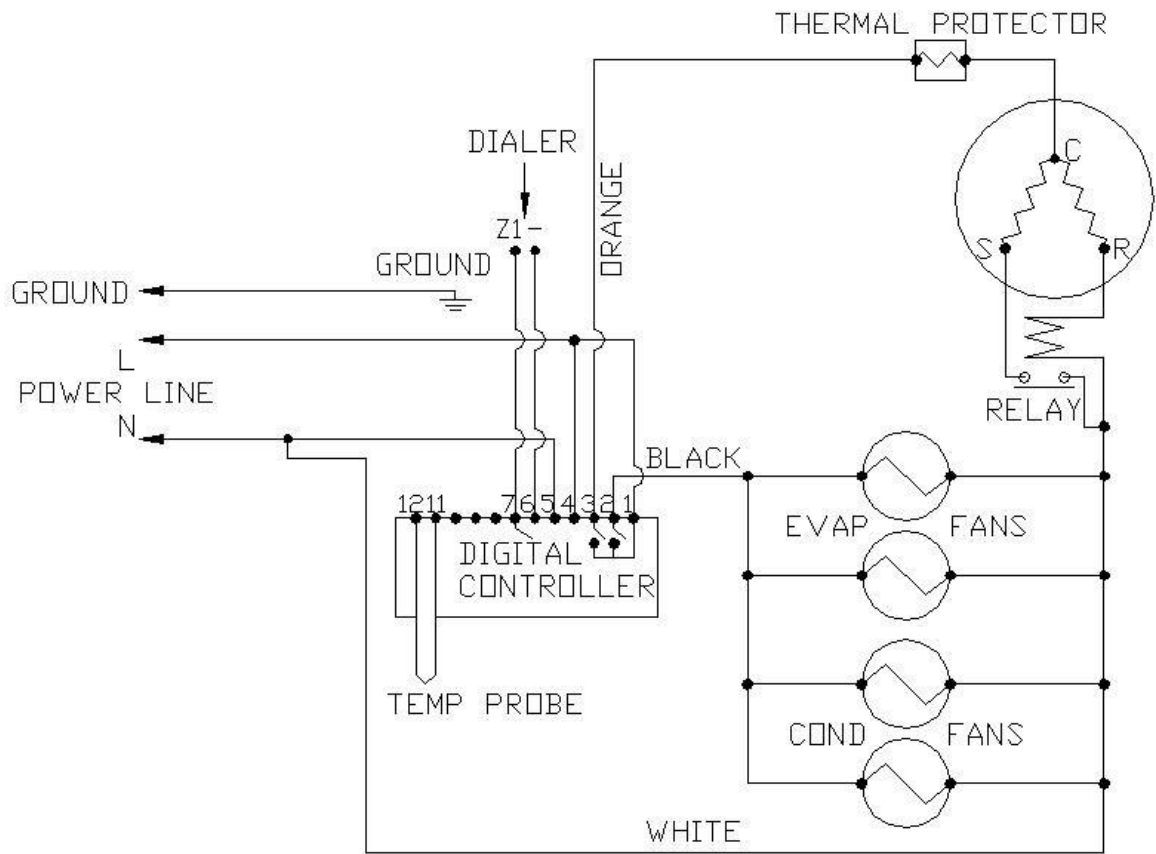 THERMAL PROTECTOR
DIALER
ORANGE
C
Z1-
S
R
GROUND
GROUND
L
POWER LINE
N
RELAY
BLACK
1211
7654321
EVAP FANS
DIGITAL
CONTROLLER
TEMP PROBE
COND FANS
WHITE